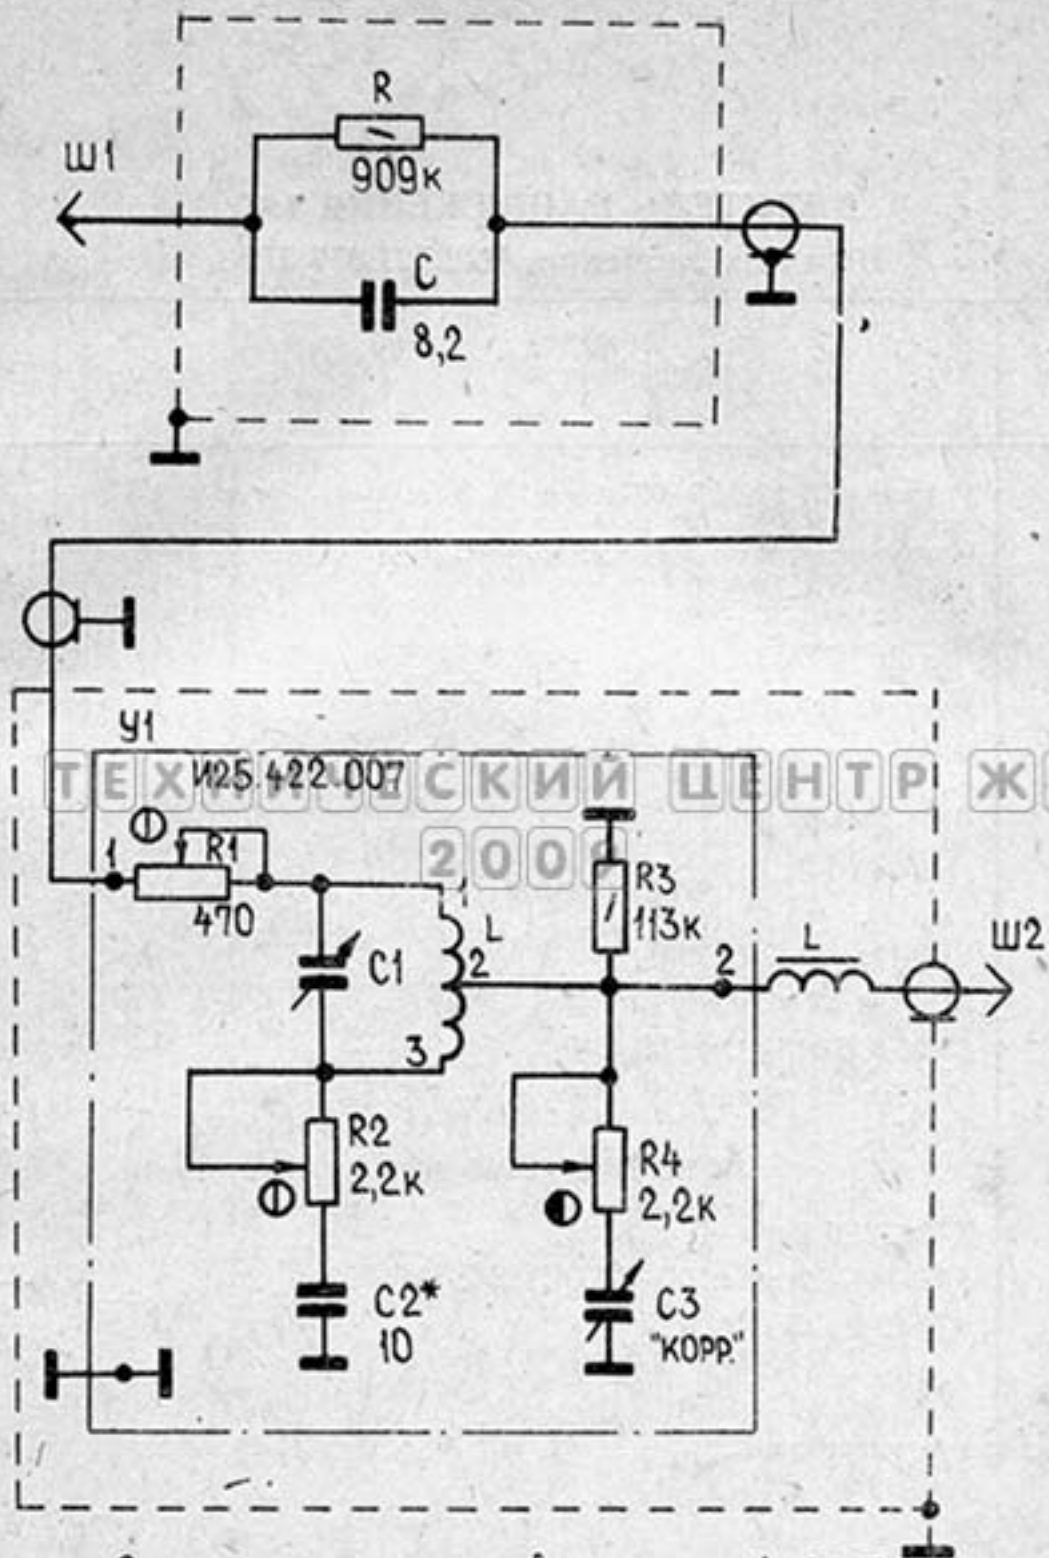 R
909к
Ш1
C
8,2
У1
И25.422.007
ТЕХНИЧЕСКИЙ ЦЕНТР Ж
2009
1
R1
470
C1
L
2
3
R3
113к
2
L
Ш2
R2
2,2к
R4
2,2к
C2*
10
C3
"КОРР."